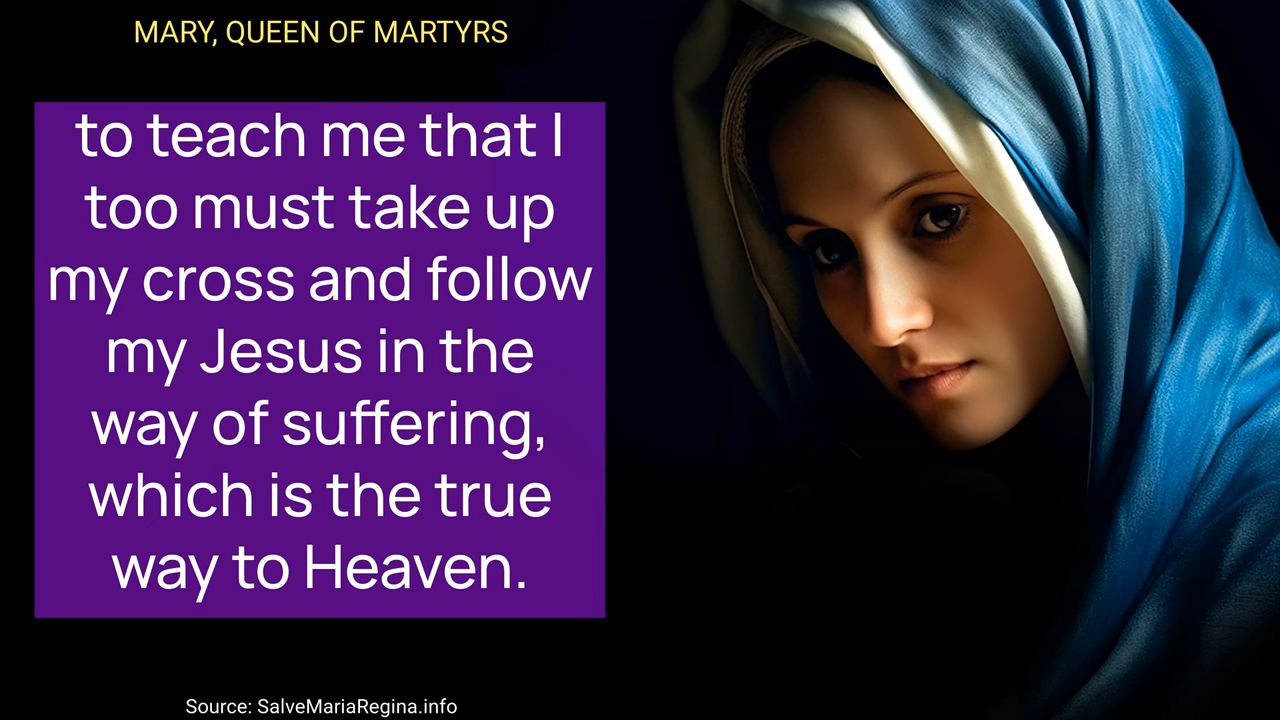 MARY, QUEEN OF MARTYRS
to teach me that I
too must take up
my cross and follow
my Jesus in the
way of suffering,
which is the true
way to Heaven.
Source: SalveMariaRegina.info